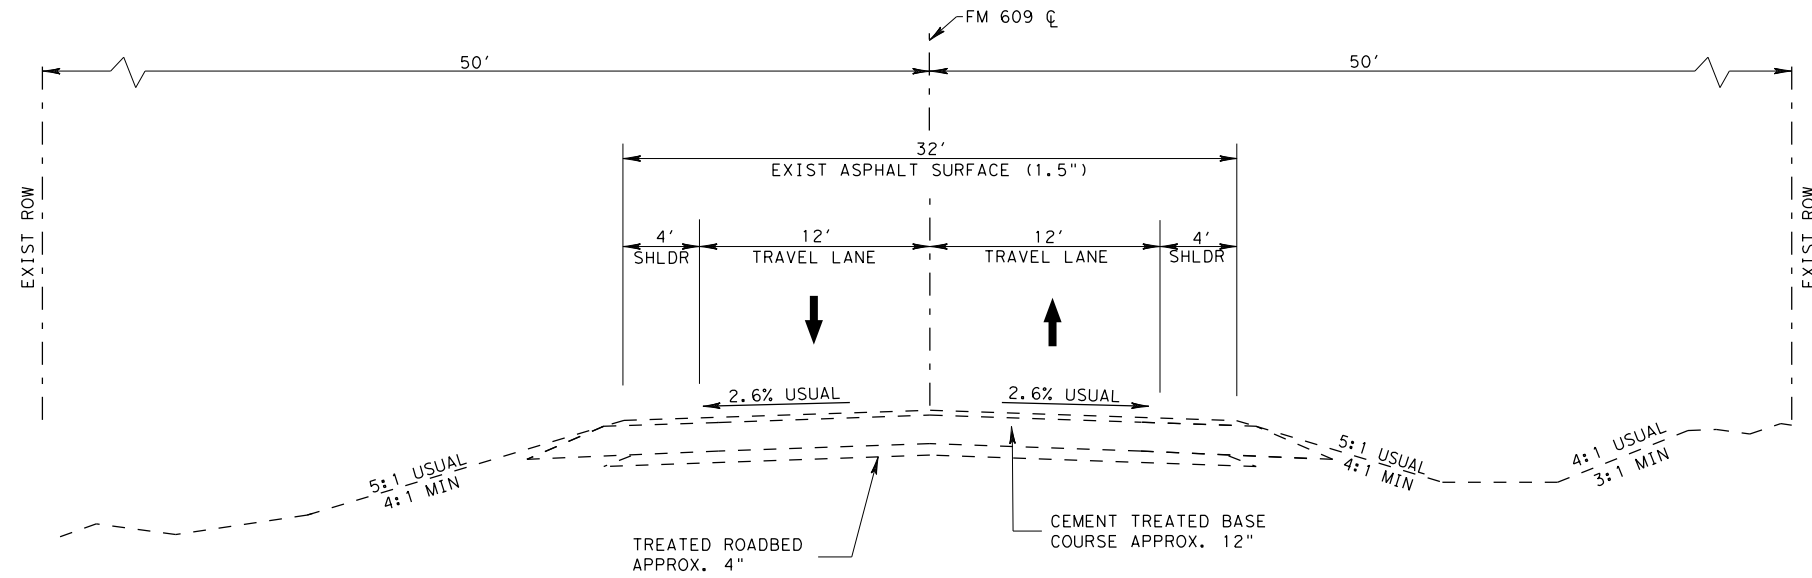 FM 609 ℄
50'
50'
32'
EXIST ASPHALT SURFACE (1.5")
EXIST ROW
EXIST ROW
4'
12'
12'
4'
SHLDR
TRAVEL LANE
TRAVEL LANE
SHLDR
2.6% USUAL
2.6% USUAL
5:1 USUAL
4:1 MIN
5:1 USUAL
4:1 MIN
4:1 USUAL
3:1 MIN
TREATED ROADBED
APPROX. 4"
CEMENT TREATED BASE
COURSE APPROX. 12"